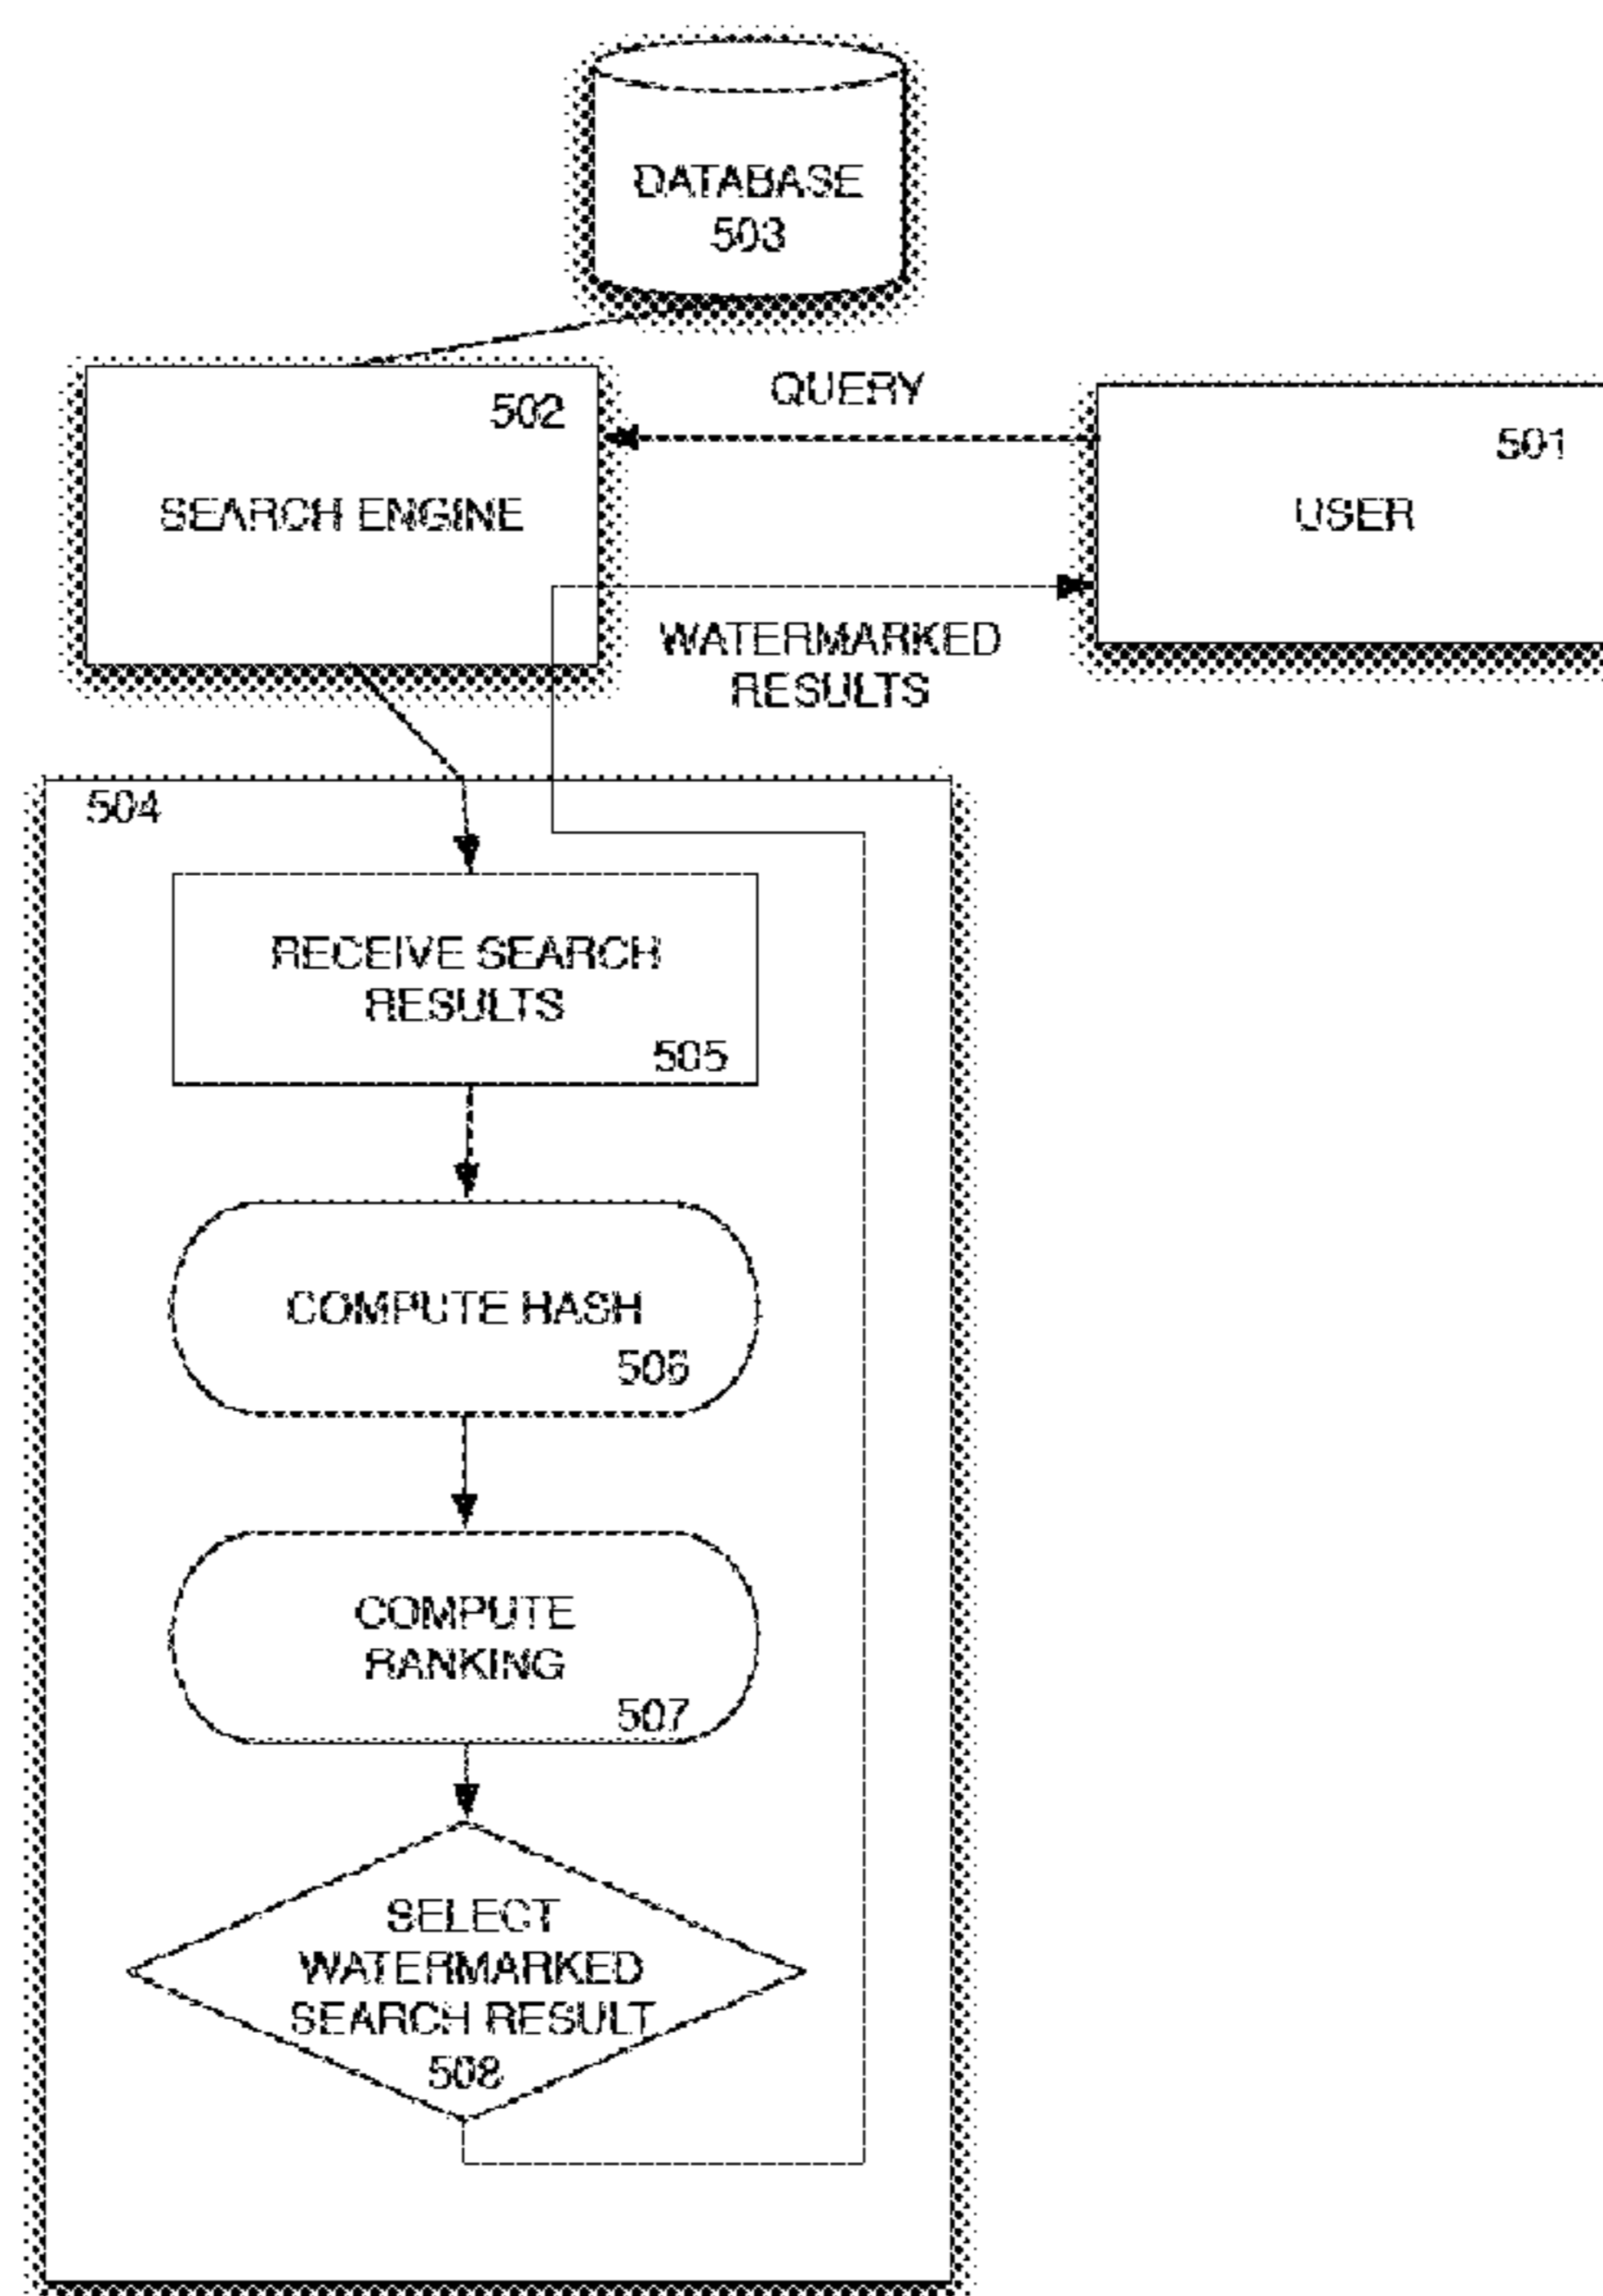 DATABASE
503
502
SEARCH ENGINE
QUERY
501
USER
WATERMARKED
RESULTS
504
RECEIVE SEARCH
RESULTS
505
COMPUTE HASH
506
COMPUTE
RANKING
507
SELECT
WATERMARKED
SEARCH RESULT
508